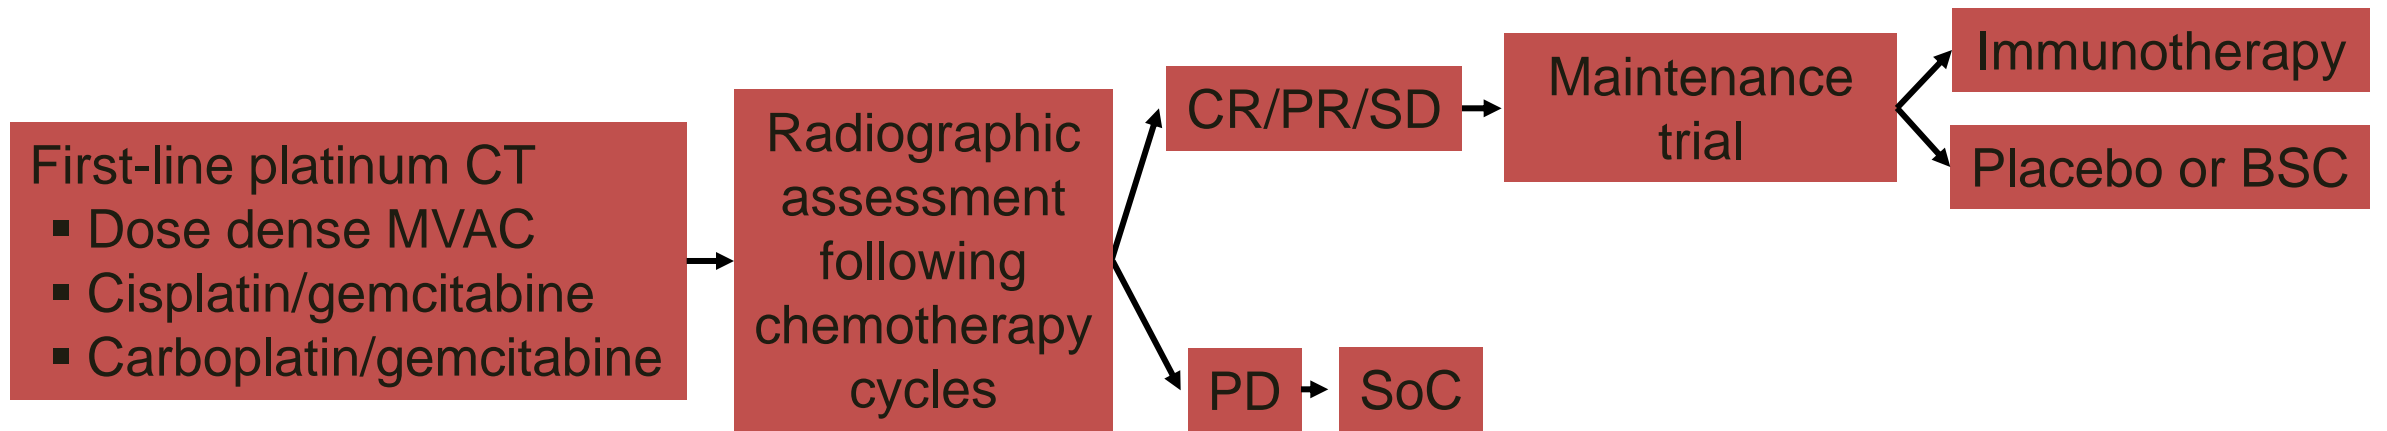 First-line platinum CT
▪ Dose dense MVAC
▪ Cisplatin/gemcitabine
▪ Carboplatin/gemcitabine
Radiographic
assessment
following
chemotherapy
cycles
CR/PR/SD
PD
SoC
Maintenance
trial
Immunotherapy
Placebo or BSC